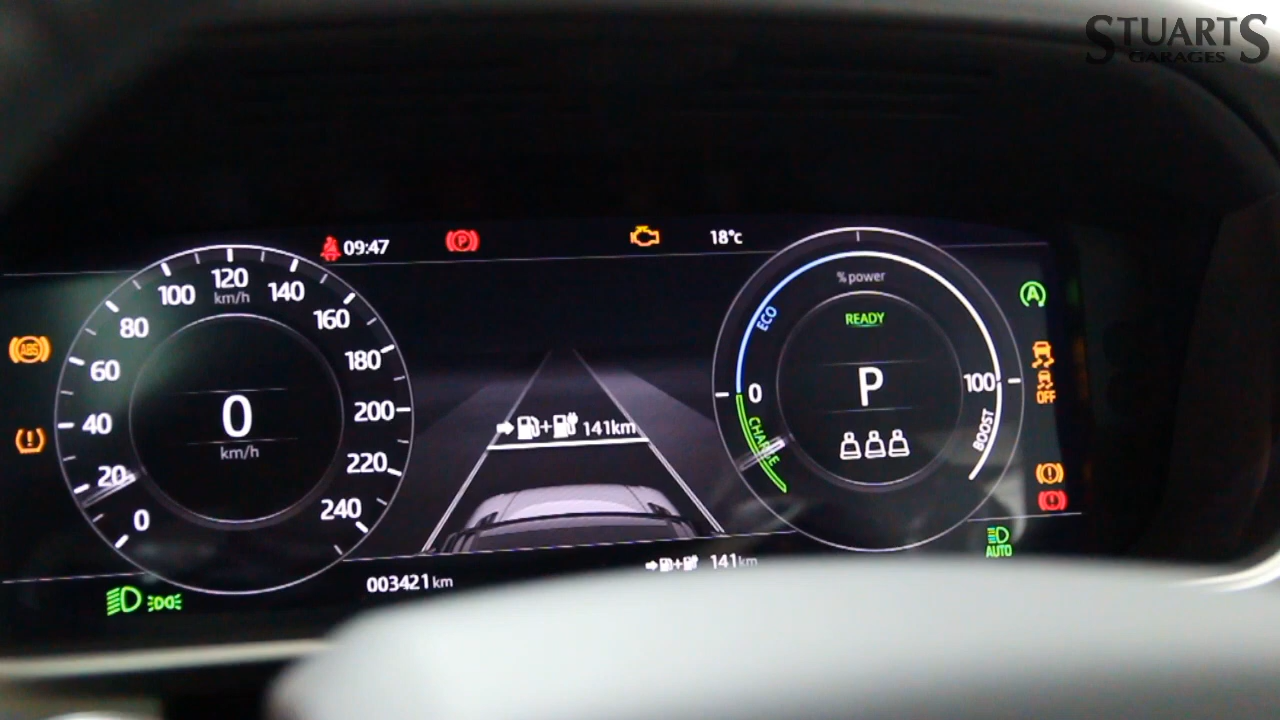 STUARTS
GARAGES
09:47
P
18°c
0
20
40
60
80
100
120
km/h
140
160
180
200
220
240
0
km/h
ABS
141km
003421 km
141 km
% power
ECO
READY
0
100
P
CHARGE
BOOST
A
OFF
AUTO